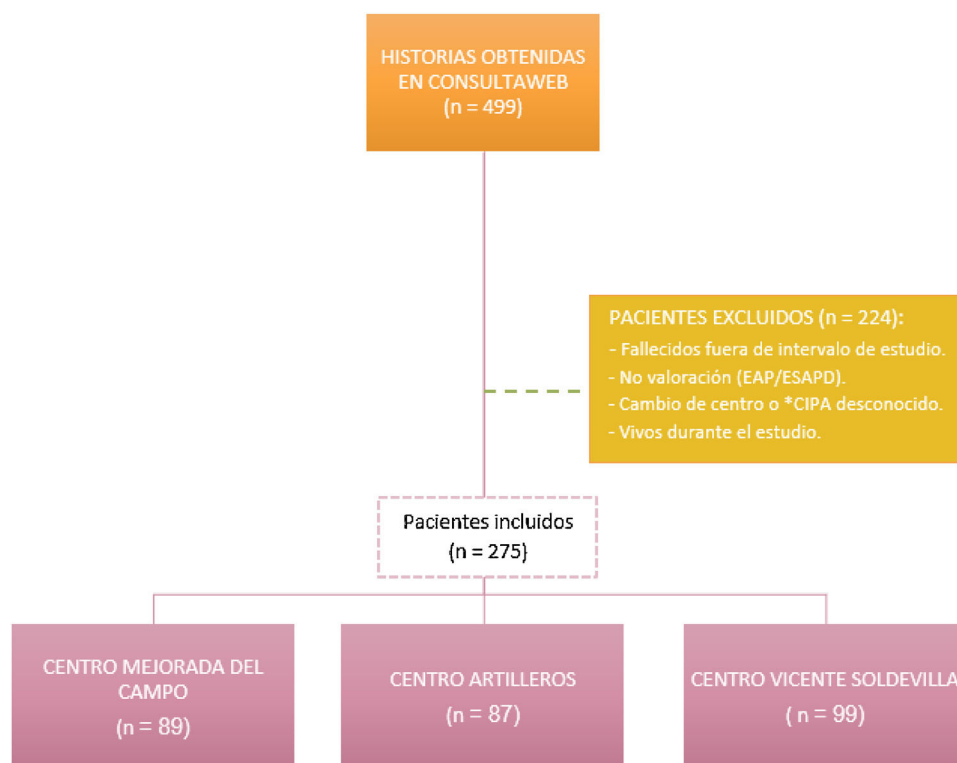 HISTORIAS OBTENIDAS
EN CONSULTAWEB
(n = 499)
PACIENTES EXCLUIDOS (n = 224):
- Fallecidos fuera de intervalo de estudio.
- No valoración (EAP/ESAPD).
- Cambio de centro o *CIPA desconocido.
- Vivos durante el estudio.
Pacientes incluidos
(n = 275)
CENTRO MEJORADA DEL
CAMPO
(n = 89)
CENTRO ARTILLEROS
(n = 87)
CENTRO VICENTE SOLDEVILLA
( n = 99)